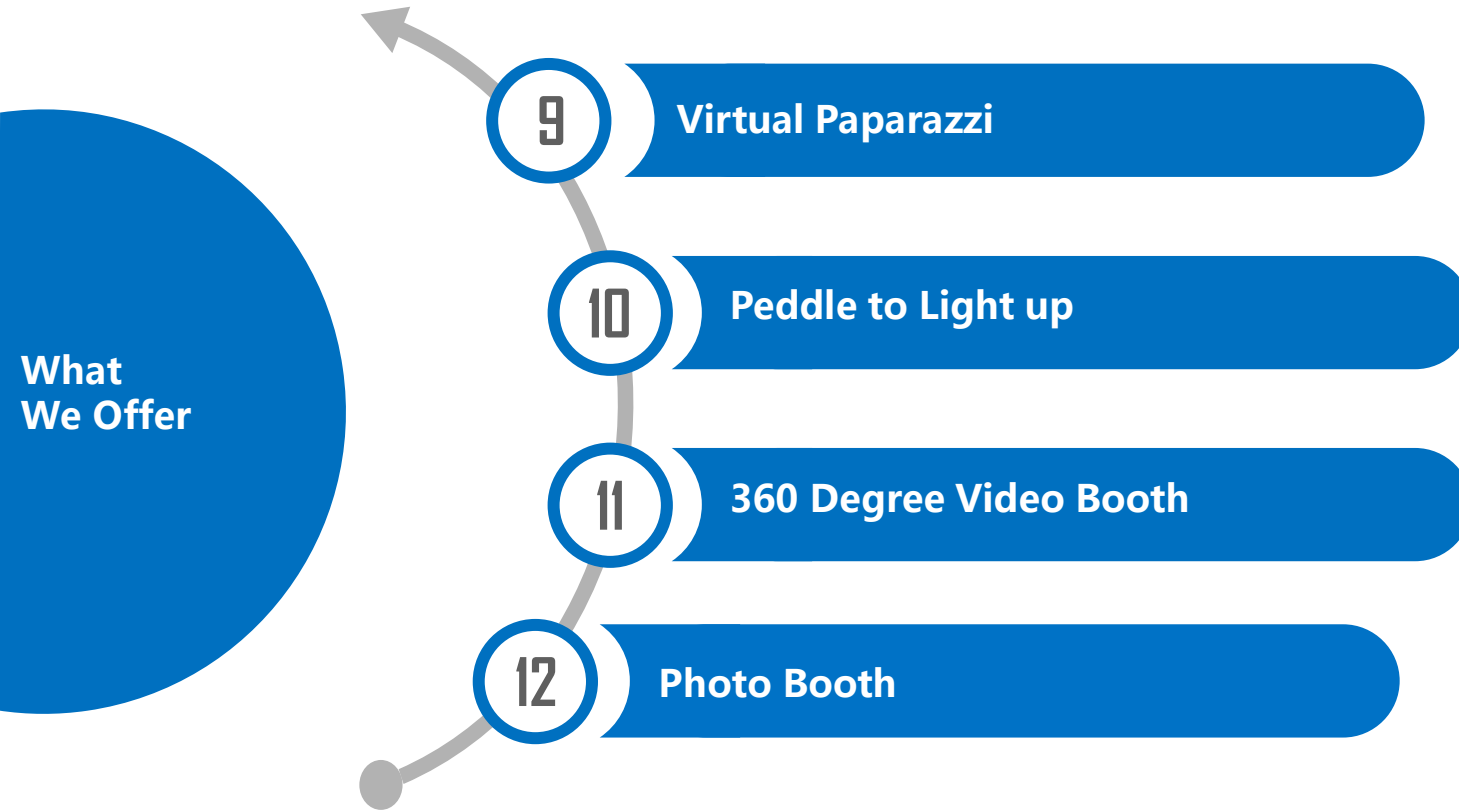 What
We Offer
9
Virtual Paparazzi
10
Peddle to Light up
11
360 Degree Video Booth
12
Photo Booth